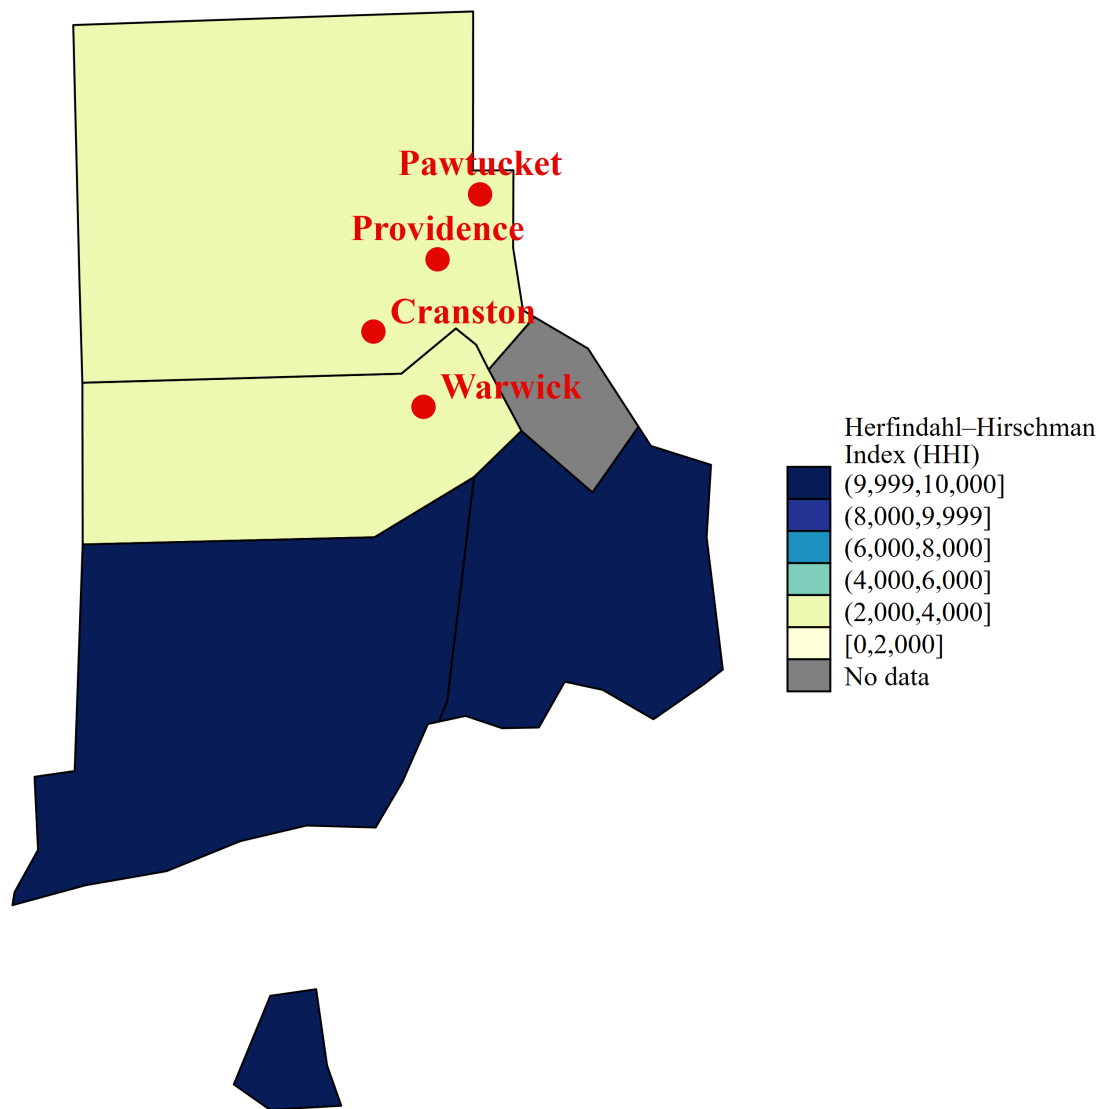 Pawtucket
Providence
Cranston
Warwick
Herfindahl–Hirschman
Index (HHI)
(9,999,10,000]
(8,000,9,999]
(6,000,8,000]
(4,000,6,000]
(2,000,4,000]
[0,2,000]
No data